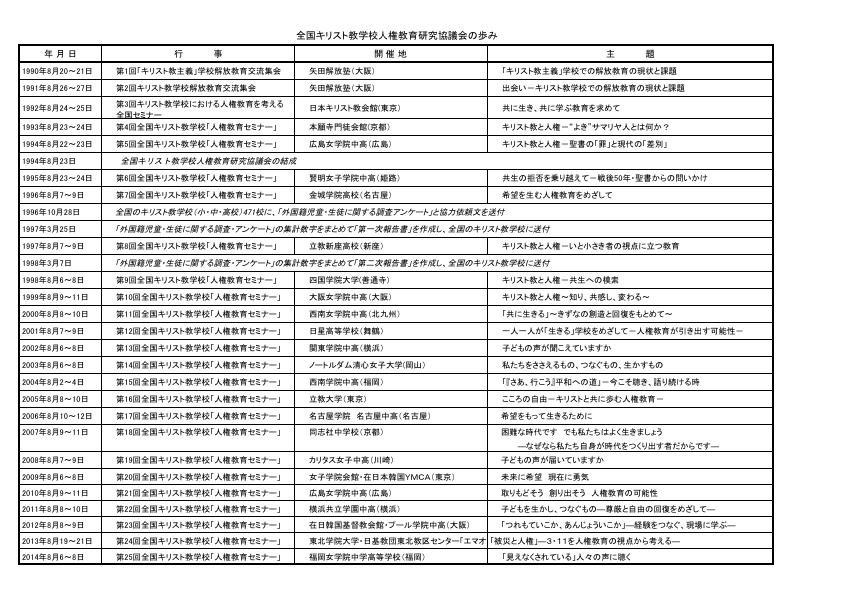 全国キリスト教学校人権教育研究協議会の歩み
年 月 日 行 事 開 催 地 主 題
1990年8月20～21日 第1回「キリスト教主義」学校解放教育交流集会 矢田解放塾（大阪） 「キリスト教主義」学校での解放教育の現状と課題
1991年8月26～27日 第2回キリスト教学校解放教育交流集会 矢田解放塾（大阪） 出会い－キリスト教学校での解放教育の現状と課題
1992年8月24～25日 第3回キリスト教学校における人権教育を考える 日本キリスト教会館（東京） 共に生き、共に学ぶ教育を求めて
全国セミナー
1993年8月23～24日 第4回全国キリスト教学校「人権教育セミナー」 本願寺門徒会館（京都） キリスト教と人権－“よき”サマリヤ人とは何か？
1994年8月22～23日 第5回全国キリスト教学校「人権教育セミナー」 広島女学院中高（広島） キリスト教と人権－聖書の「罪」と現代の「差別」
1994年8月23日 全国キリスト教学校人権教育研究協議会の結成
1995年8月23～24日 第6回全国キリスト教学校「人権教育セミナー」 賢明女子学院中高（姫路） 共生の拒否を乗り越えて－戦後50年・聖書からの問いかけ
1996年8月7～9日 第7回全国キリスト教学校「人権教育セミナー」 金城学院高校（名古屋） 希望を生む人権教育をめざして
1996年10月28日 全国のキリスト教学校（小・中・高校）471校に、「外国籍児童・生徒に関する調査アンケート」と協力依頼文を送付
1997年3月25日 「外国籍児童・生徒に関する調査・アンケート」の集計数字をまとめて「第一次報告書」を作成し、全国のキリスト教学校に送付
1997年8月7～9日 第8回全国キリスト教学校「人権教育セミナー」 立教新座高校（新座） キリスト教と人権－いと小さき者の視点に立つ教育
1998年3月7日 「外国籍児童・生徒に関する調査・アンケート」の集計数字をまとめて「第二次報告書」を作成し、全国のキリスト教学校に送付
1998年8月6～8日 第9回全国キリスト教学校「人権教育セミナー」 四国学院大学（善通寺） キリスト教と人権－共生への模索
1999年8月9～11日 第10回全国キリスト教学校「人権教育セミナー」 大阪女学院中高（大阪） キリスト教と人権～知り、共感し、変わる～
2000年8月8～10日 第11回全国キリスト教学校「人権教育セミナー」 西南女学院中高（北九州） 「共に生きる」～きずなの創造と回復をもとめて～
2001年8月7～9日 第12回全国キリスト教学校「人権教育セミナー」 日星高等学校（舞鶴） 一人一人が「生きる」学校をめざして－人権教育が引き出す可能性－
2002年8月6～8日 第13回全国キリスト教学校「人権教育セミナー」 関東学院中高（横浜） 子どもの声が聞こえていますか
2003年8月6～8日 第14回全国キリスト教学校「人権教育セミナー」 ノートルダム清心女子大学（岡山） 私たちをささえるもの、つなぐもの、生かすもの
2004年8月2～4日 第15回全国キリスト教学校「人権教育セミナー」 西南学院中高（福岡） 「『さあ、行こう』平和への道」－今こそ聴き、語り続ける時
2005年8月8～10日 第16回全国キリスト教学校「人権教育セミナー」 立教大学（東京） こころの自由－キリストと共に歩む人権教育－
2006年8月10～12日 第17回全国キリスト教学校「人権教育セミナー」 名古屋学院 名古屋中高（名古屋） 希望をもって生きるために
2007年8月9～11日 第18回全国キリスト教学校「人権教育セミナー」 同志社中学校（京都） 困難な時代です でも私たちはよく生きましょう
―なぜなら私たち自身が時代をつくり出す者だからです―
2008年8月7～9日 第19回全国キリスト教学校「人権教育セミナー」 カリタス女子中高（川崎） 子どもの声が届いていますか
2009年8月6～8日 第20回全国キリスト教学校「人権教育セミナー」 女子学院会館・在日本韓国YMCA（東京） 未来に希望 現在に勇気
2010年8月9～11日 第21回全国キリスト教学校「人権教育セミナー」 広島女学院中高（広島） 取りもどそう 創り出そう 人権教育の可能性
2011年8月8～10日 第22回全国キリスト教学校「人権教育セミナー」 横浜共立学園中高（横浜） 子どもを生かし、つなぐもの―尊厳と自由の回復をめざして―
2012年8月8～9日 第23回全国キリスト教学校「人権教育セミナー」 在日韓国基督教会館・プール学院中高（大阪） 「つれもていこか、あんじょういこか」―経験をつなぐ、現場に学ぶ―
2013年8月19～21日 第24回全国キリスト教学校「人権教育セミナー」 東北学院大学・日基教団東北教区センター「エマオ 「被災と人権」―３・１１を人権教育の視点から考える―
2014年8月6～8日 第25回全国キリスト教学校「人権教育セミナー」 福岡女学院中学高等学校（福岡） 「見えなくされている」人々の声に聴く